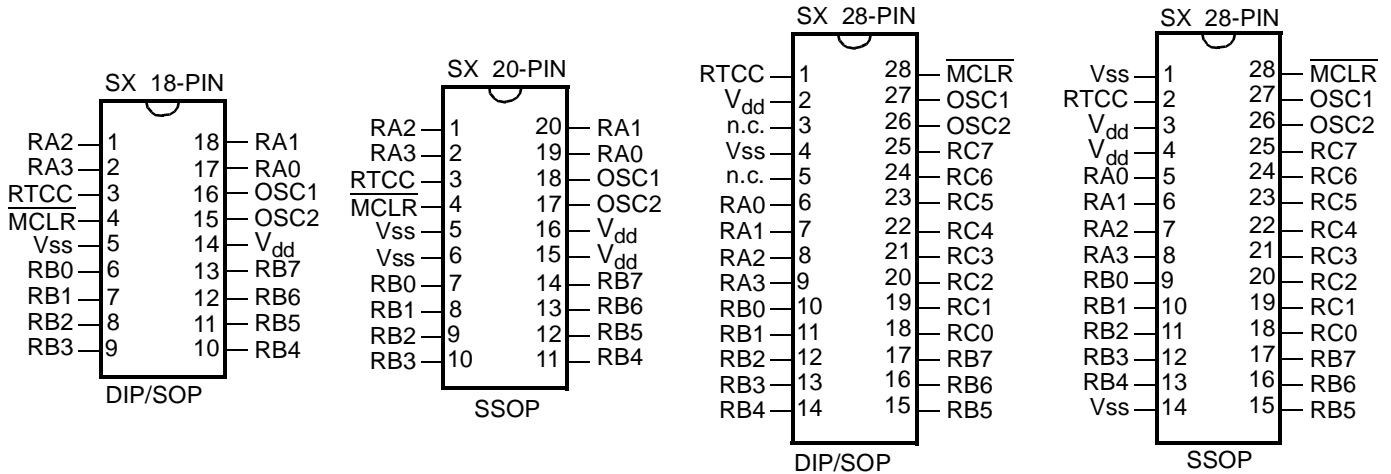 SX 18-PIN
RA2 1 18 RA1
RA3 2 17 RA0
RTCC 3 16 OSC1
MCLR 4 15 OSC2
Vss 5 14 Vdd
RB0 6 13 RB7
RB1 7 12 RB6
RB2 8 11 RB5
RB3 9 10 RB4
DIP/SOP
SX 20-PIN
RA2 1 20 RA1
RA3 2 19 RA0
RTCC 3 18 OSC1
MCLR 4 17 OSC2
Vss 5 16 Vdd
Vss 6 15 Vdd
RB0 7 14 RB7
RB1 8 13 RB6
RB2 9 12 RB5
RB3 10 11 RB4
SSOP
SX 28-PIN
RTCC 1 28 MCLR
Vdd 2 27 OSC1
n.c. 3 26 OSC2
Vss 4 25 RC7
n.c. 5 24 RC6
RA0 6 23 RC5
RA1 7 22 RC4
RA2 8 21 RC3
RA3 9 20 RC2
RB0 10 19 RC1
RB1 11 18 RC0
RB2 12 17 RB7
RB3 13 16 RB6
RB4 14 15 RB5
DIP/SOP
SX 28-PIN
Vss 1 28 MCLR
RTCC 2 27 OSC1
Vdd 3 26 OSC2
Vdd 4 25 RC7
RA0 5 24 RC6
RA1 6 23 RC5
RA2 7 22 RC4
RA3 8 21 RC3
RB0 9 20 RC2
RB1 10 19 RC1
RB2 11 18 RC0
RB3 12 17 RB7
RB4 13 16 RB6
Vss 14 15 RB5
SSOP